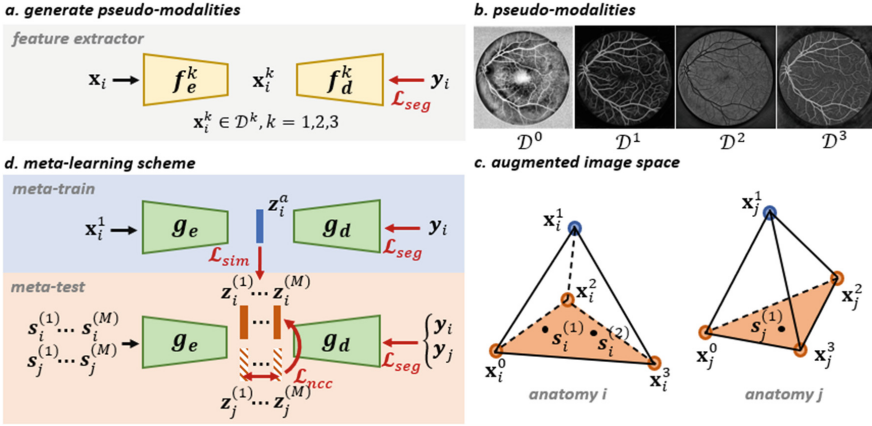 a. generate pseudo-modalities
feature extractor
x_i f_e^k x_i^k f_d^k y_i
ℒ_seg
x_i^k ∈ 𝒟^k, k = 1,2,3
b. pseudo-modalities
𝒟^0 𝒟^1 𝒟^2 𝒟^3
d. meta-learning scheme
meta-train
x_i^1 g_e z_i^a g_d y_i
ℒ_sim ℒ_seg
meta-test
z_i^(1) ... z_i^(M)
s_i^(1) ... s_i^(M)
s_j^(1) ... s_j^(M)
g_e ... g_d y_i
y_j
... ℒ_ncc ℒ_seg
z_j^(1) ... z_j^(M)
c. augmented image space
x_i^1 x_j^1
x_i^2 x_j^2
s_i^(1) s_i^(2) s_j^(1)
x_i^0 x_i^3 x_j^0 x_j^3
anatomy i anatomy j